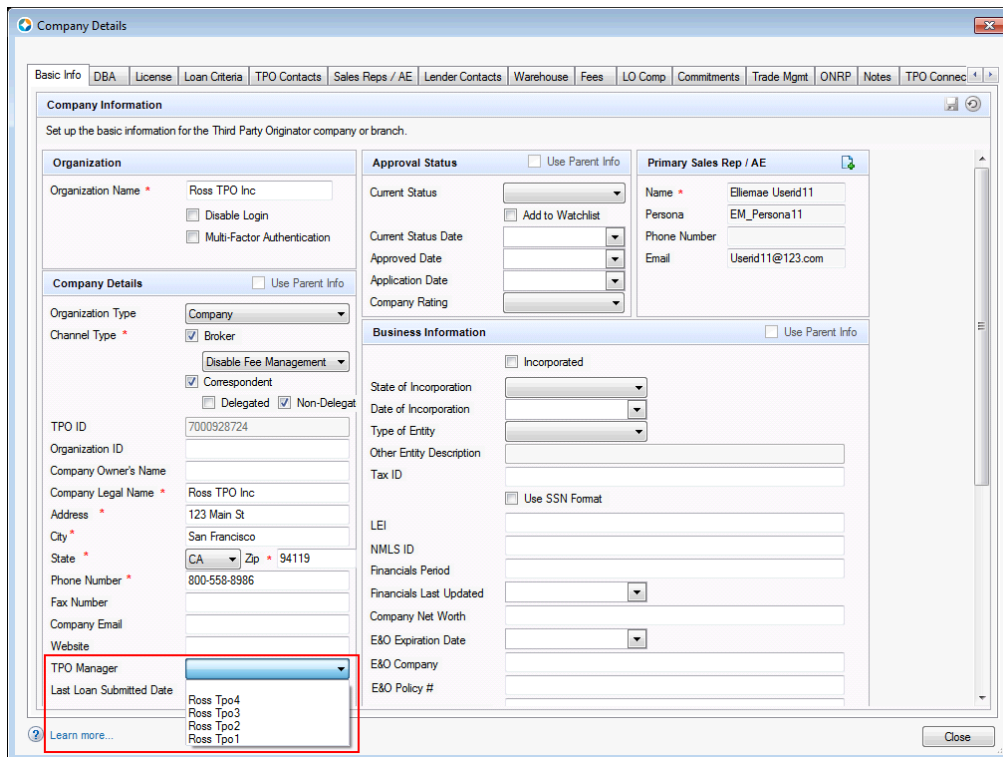 Company Details
Basic Info DBA License Loan Criteria TPO Contacts Sales Reps / AE Lender Contacts Warehouse Fees LO Comp Commitments Trade Mgmt ONRP Notes TPO Connec
Company Information
Set up the basic information for the Third Party Originator company or branch.
Organization
Organization Name * Ross TPO Inc
Disable Login
Multi-Factor Authentication
Company Details Use Parent Info
Organization Type Company
Channel Type * Broker
Disable Fee Management
Correspondent
Delegated Non-Delegat
TPO ID 7000928724
Organization ID
Company Owner's Name
Company Legal Name * Ross TPO Inc
Address * 123 Main St
City * San Francisco
State * CA Zip * 94119
Phone Number * 800-558-8986
Fax Number
Company Email
Website
TPO Manager
Last Loan Submitted Date
Ross Tpo4
Ross Tpo3
Ross Tpo2
Ross Tpo1
Approval Status Use Parent Info
Current Status
Add to Watchlist
Current Status Date
Approved Date
Application Date
Company Rating
Primary Sales Rep / AE
Name * Elliemae Userid11
Persona EM_Persona11
Phone Number
Email Userid11@123.com
Business Information Use Parent Info
Incorporated
State of Incorporation
Date of Incorporation
Type of Entity
Other Entity Description
Tax ID
Use SSN Format
LEI
NMLS ID
Financials Period
Financials Last Updated
Company Net Worth
E&O Expiration Date
E&O Company
E&O Policy #
? Learn more...
Close